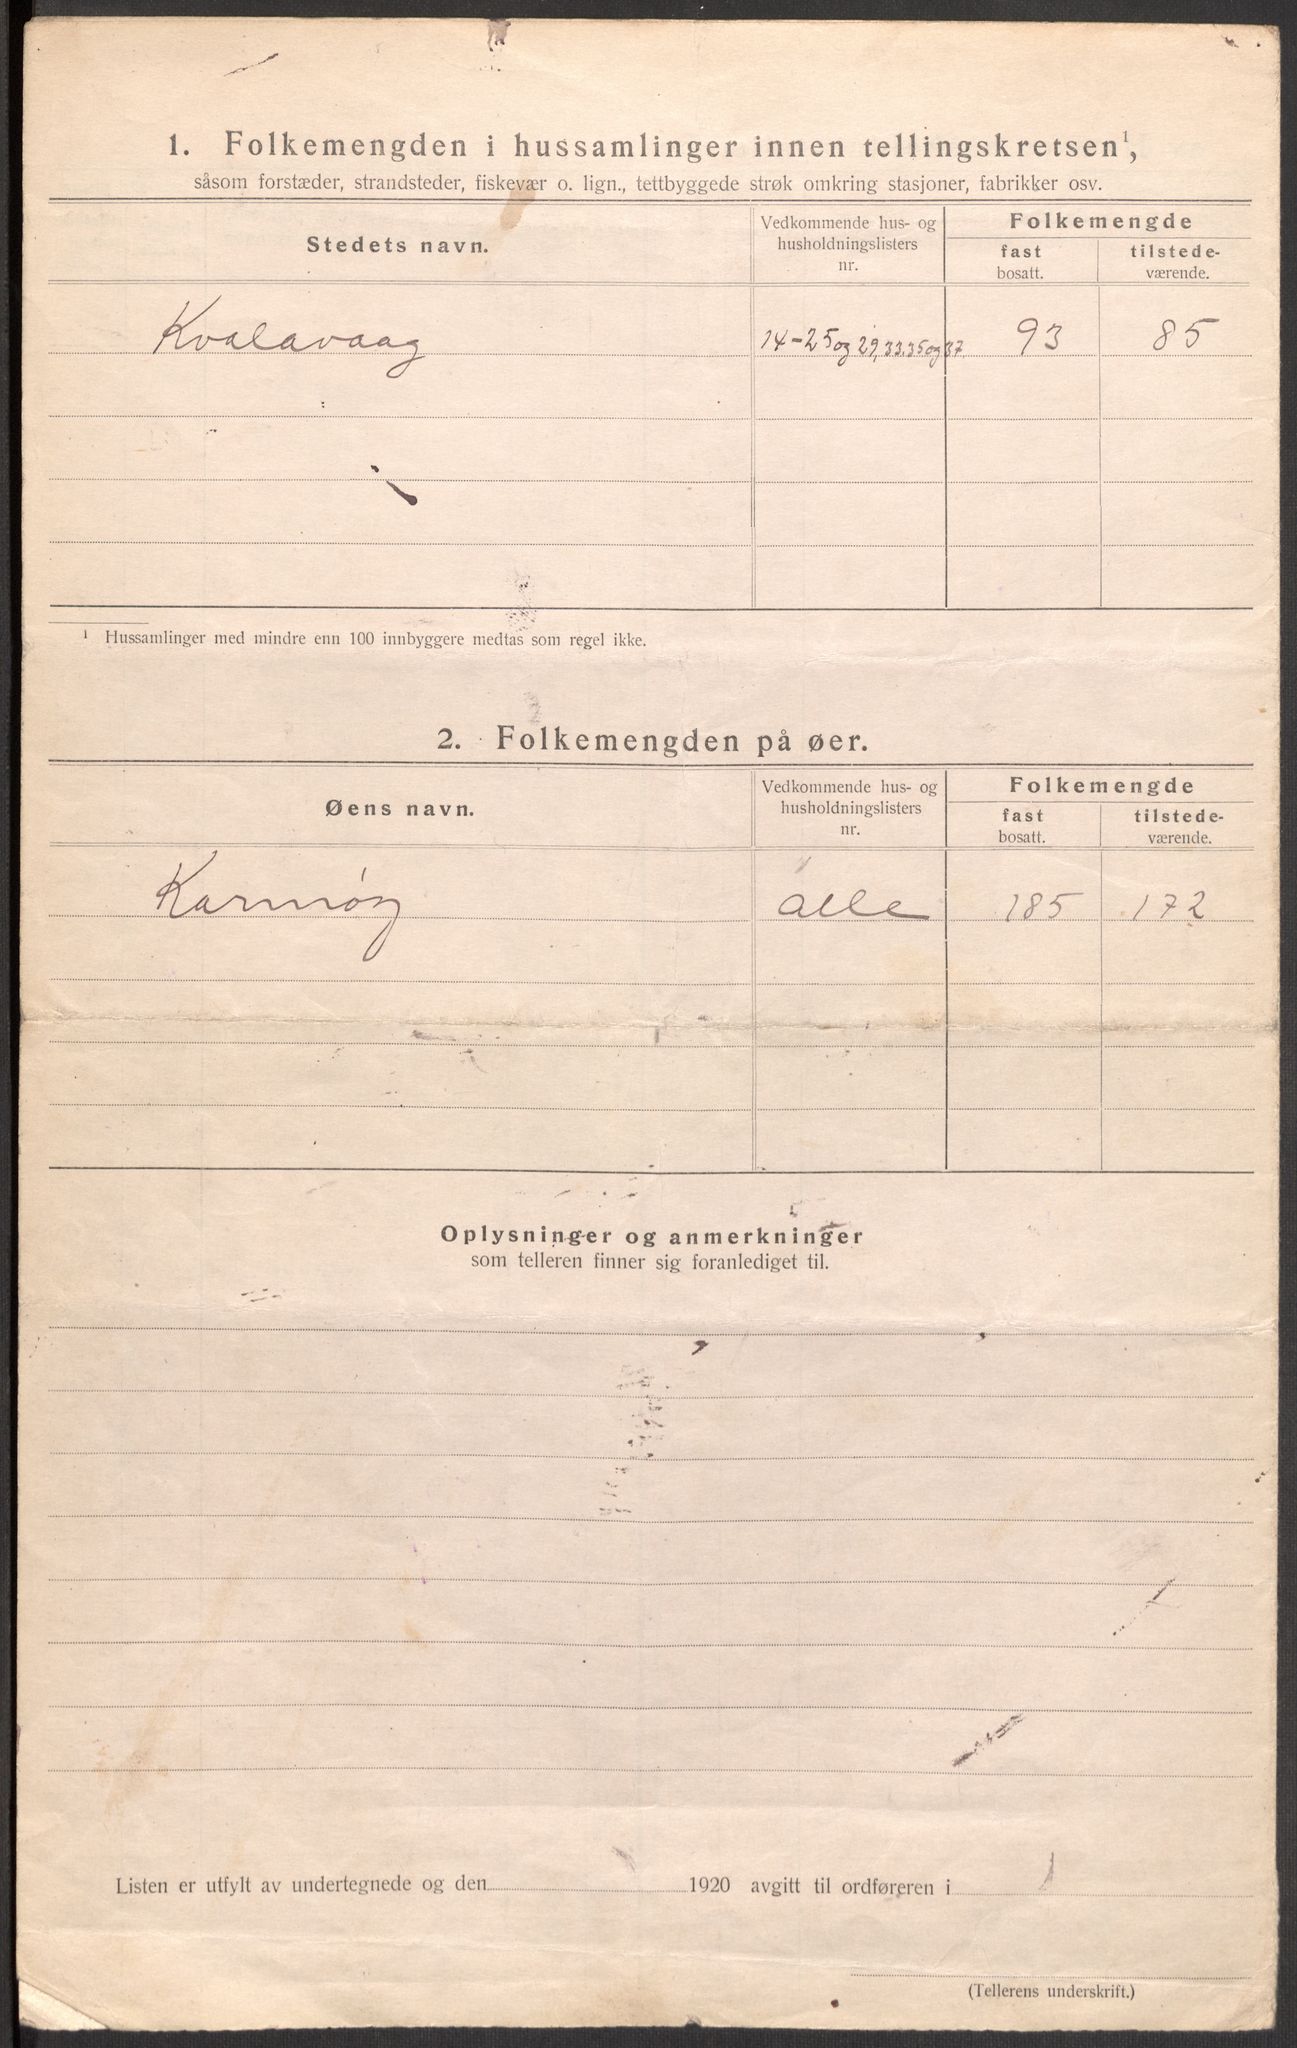 1. Folkemengden i hussamlinger innen tellingskretsen¹,
såsom forstæder, strandsteder, fiskevær o. lign., tettbyggede strøk omkring stasjoner, fabrikker osv.
Stedets navn.
Vedkommende hus- og husholdningslisters nr.
Folkemengde
fast bosatt.
tilstede-værende.
Kvalavaag 14-25 og 29, 33, 35 og 37 93 85
¹ Hussamlinger med mindre enn 100 innbyggere medtas som regel ikke.
2. Folkemengden på øer.
Øens navn.
Vedkommende hus- og husholdningslisters nr.
Folkemengde
fast bosatt.
tilstede-værende.
Karmøy alle 185 172
Oplysninger og anmerkninger
som telleren finner sig foranlediget til.
Listen er utfylt av undertegnede og den 1920 avgitt til ordføreren i
(Tellerens underskrift.)